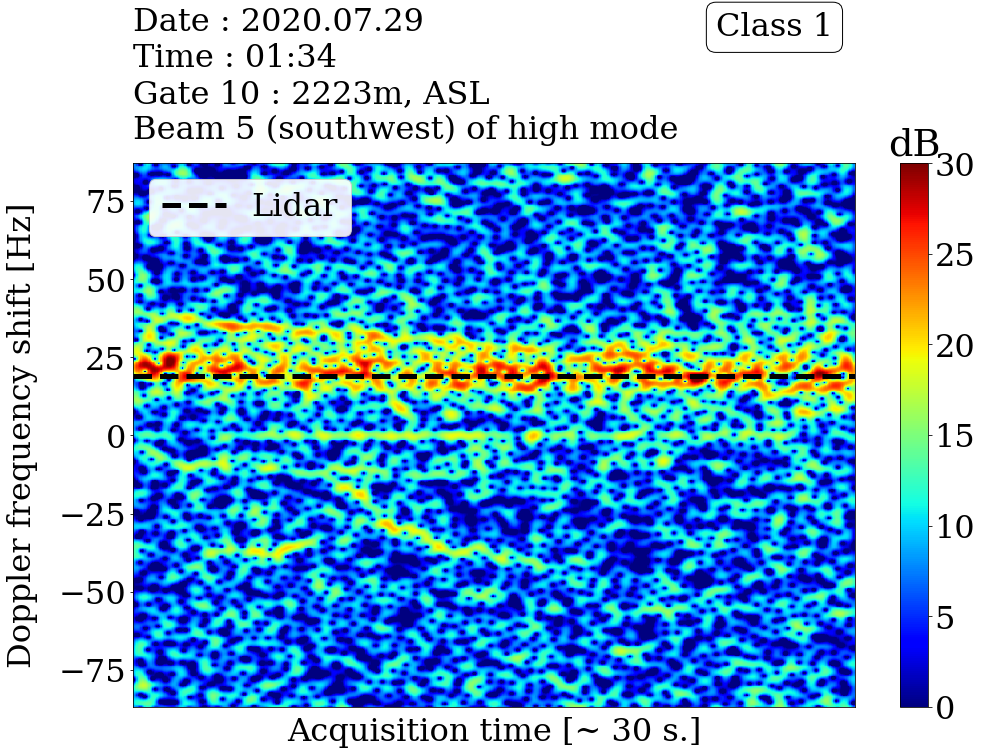 Date : 2020.07.29
Time : 01:34
Gate 10 : 2223m, ASL
Beam 5 (southwest) of high mode
Class 1
dB
Lidar
Doppler frequency shift [Hz]
75
50
25
0
−25
−50
−75
Acquisition time [~ 30 s.]
30
25
20
15
10
5
0